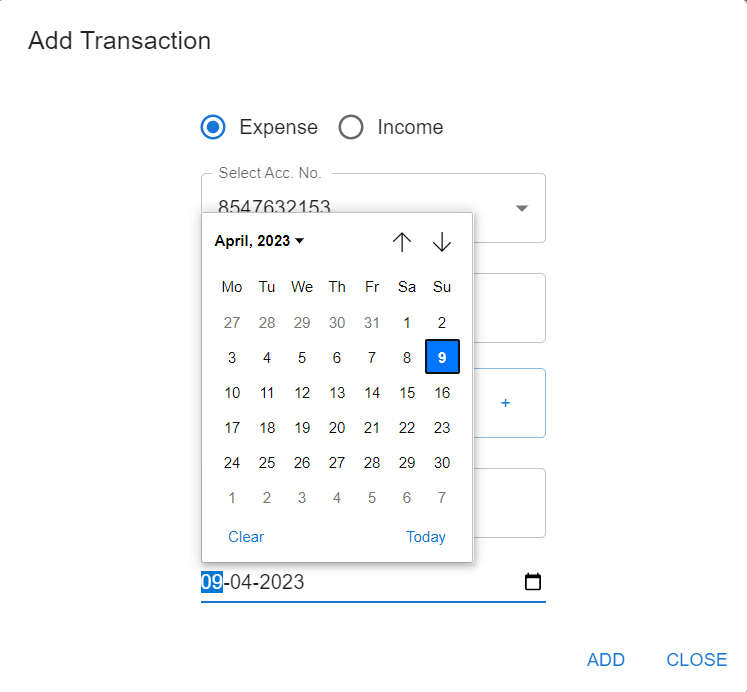 Add Transaction
Expense Income
Select Acc. No.
8547632153
April, 2023
Mo Tu We Th Fr Sa Su
27 28 29 30 31 1 2
3 4 5 6 7 8 9
10 11 12 13 14 15 16
17 18 19 20 21 22 23
24 25 26 27 28 29 30
1 2 3 4 5 6 7
+
Clear Today
09-04-2023
ADD CLOSE